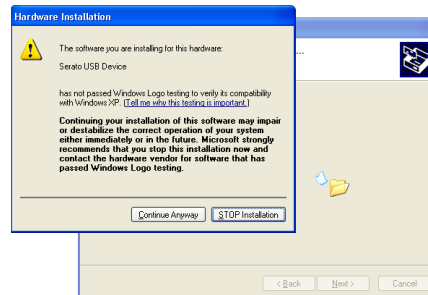 Hardware Installation
The software you are installing for this hardware:
Serato USB Device
has not passed Windows Logo testing to verify its compatibility
with Windows XP. (Tell me why this testing is important.)
Continuing your installation of this software may impair
or destabilize the correct operation of your system
either immediately or in the future. Microsoft strongly
recommends that you stop this installation now and
contact the hardware vendor for software that has
passed Windows Logo testing.
Continue Anyway
STOP Installation
...
< Back
Next >
Cancel